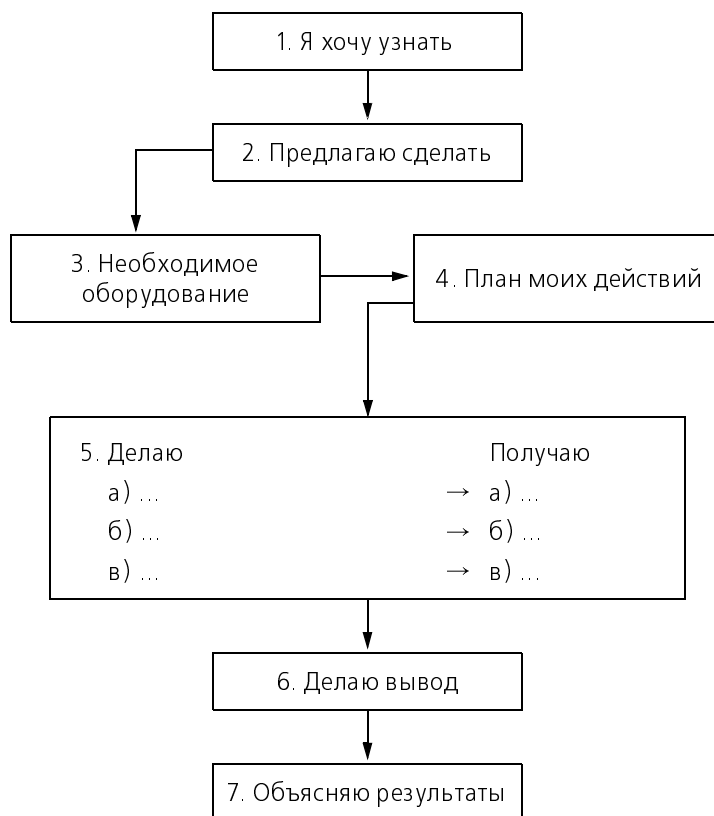 1. Я хочу узнать
2. Предлагаю сделать
3. Необходимое
оборудование
4. План моих действий
5. Делаю Получаю
а) ... → а) ...
б) ... → б) ...
в) ... → в) ...
6. Делаю вывод
7. Объясняю результаты